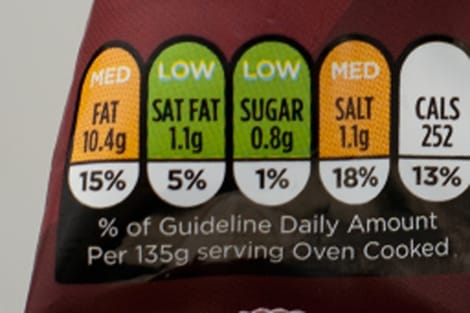 MED LOW LOW MED
FAT SAT FAT SUGAR SALT CALS
10.4g 1.1g 0.8g 1.1g 252
15% 5% 1% 18% 13%
% of Guideline Daily Amount
Per 135g serving Oven Cooked